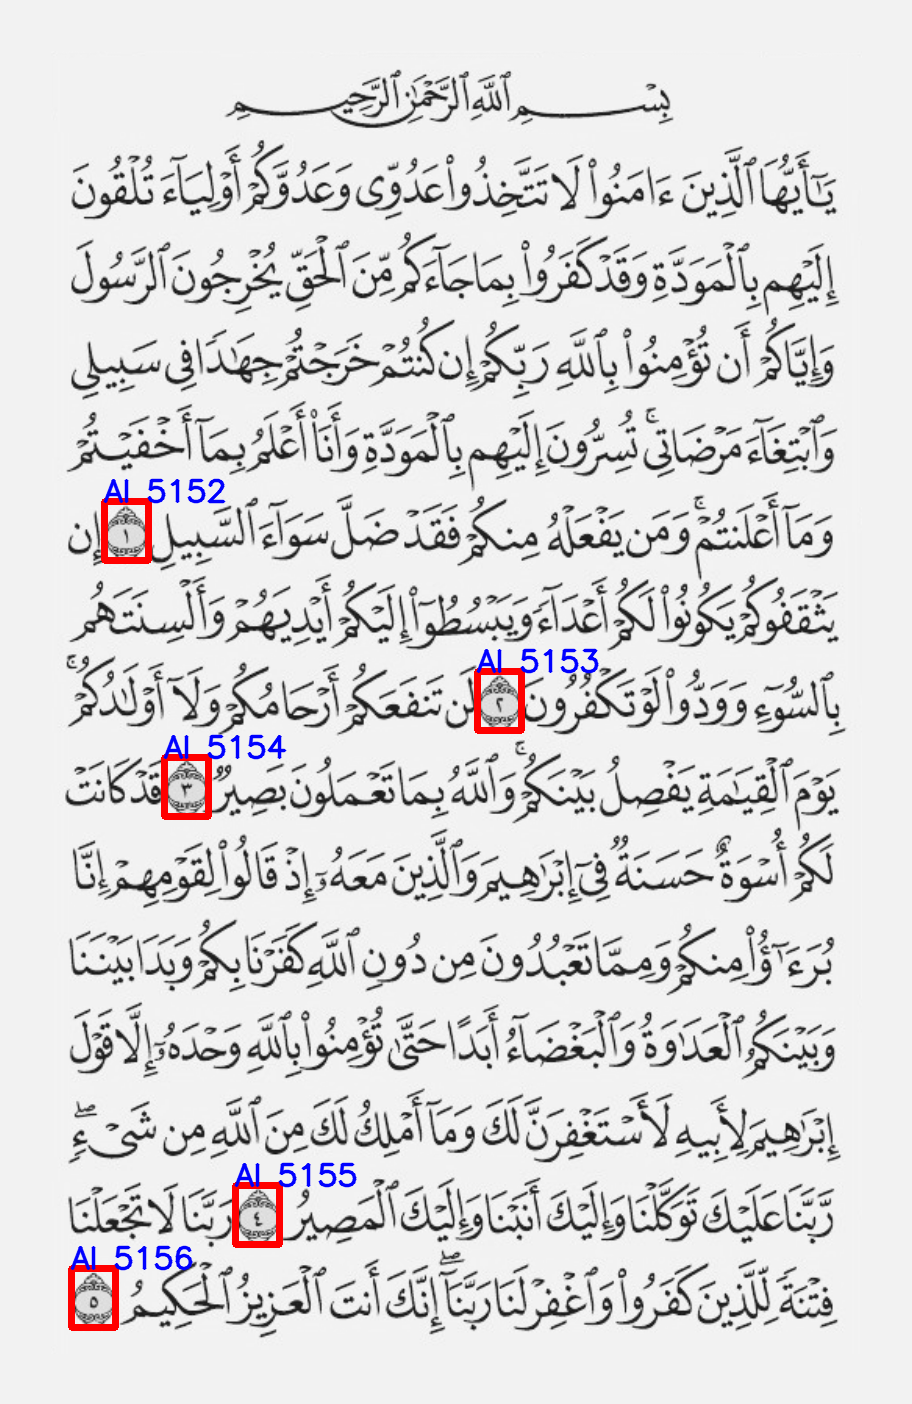 بِسْمِ ٱللَّهِ ٱلرَّحْمَٰنِ ٱلرَّحِيمِ
يَٰٓأَيُّهَا ٱلَّذِينَ ءَامَنُوا۟ لَا تَتَّخِذُوا۟ عَدُوِّى وَعَدُوَّكُمْ أَوْلِيَآءَ تُلْقُونَ
إِلَيْهِم بِٱلْمَوَدَّةِ وَقَدْ كَفَرُوا۟ بِمَا جَآءَكُم مِّنَ ٱلْحَقِّ يُخْرِجُونَ ٱلرَّسُولَ
وَإِيَّاكُمْ أَن تُؤْمِنُوا۟ بِٱللَّهِ رَبِّكُمْ إِن كُنتُمْ خَرَجْتُمْ جِهَٰدًا فِى سَبِيلِى
وَٱبْتِغَآءَ مَرْضَاتِى ۚ تُسِرُّونَ إِلَيْهِم بِٱلْمَوَدَّةِ وَأَنَا۠ أَعْلَمُ بِمَآ أَخْفَيْتُمْ
AI 5152
وَمَآ أَعْلَنتُمْ ۚ وَمَن يَفْعَلْهُ مِنكُمْ فَقَدْ ضَلَّ سَوَآءَ ٱلسَّبِيلِ ١ إِن
يَثْقَفُوكُمْ يَكُونُوا۟ لَكُمْ أَعْدَآءً وَيَبْسُطُوٓا۟ إِلَيْكُمْ أَيْدِيَهُمْ وَأَلْسِنَتَهُم
AI 5153
بِٱلسُّوٓءِ وَوَدُّوا۟ لَوْ تَكْفُرُونَ ٢ لَن تَنفَعَكُمْ أَرْحَامُكُمْ وَلَآ أَوْلَٰدُكُمْ ۚ
AI 5154
يَوْمَ ٱلْقِيَٰمَةِ يَفْصِلُ بَيْنَكُمْ ۚ وَٱللَّهُ بِمَا تَعْمَلُونَ بَصِيرٌ ٣ قَدْ كَانَتْ
لَكُمْ أُسْوَةٌ حَسَنَةٌ فِىٓ إِبْرَٰهِيمَ وَٱلَّذِينَ مَعَهُۥٓ إِذْ قَالُوا۟ لِقَوْمِهِمْ إِنَّا
بُرَءَٰٓؤُا۟ مِنكُمْ وَمِمَّا تَعْبُدُونَ مِن دُونِ ٱللَّهِ كَفَرْنَا بِكُمْ وَبَدَا بَيْنَنَا
وَبَيْنَكُمُ ٱلْعَدَٰوَةُ وَٱلْبَغْضَآءُ أَبَدًا حَتَّىٰ تُؤْمِنُوا۟ بِٱللَّهِ وَحْدَهُۥٓ إِلَّا قَوْلَ
إِبْرَٰهِيمَ لِأَبِيهِ لَأَسْتَغْفِرَنَّ لَكَ وَمَآ أَمْلِكُ لَكَ مِنَ ٱللَّهِ مِن شَىْءٍ ۖ
AI 5155
رَّبَّنَا عَلَيْكَ تَوَكَّلْنَا وَإِلَيْكَ أَنَبْنَا وَإِلَيْكَ ٱلْمَصِيرُ ٤ رَبَّنَا لَا تَجْعَلْنَا
AI 5156
فِتْنَةً لِّلَّذِينَ كَفَرُوا۟ وَٱغْفِرْ لَنَا رَبَّنَآ ۖ إِنَّكَ أَنتَ ٱلْعَزِيزُ ٱلْحَكِيمُ ٥